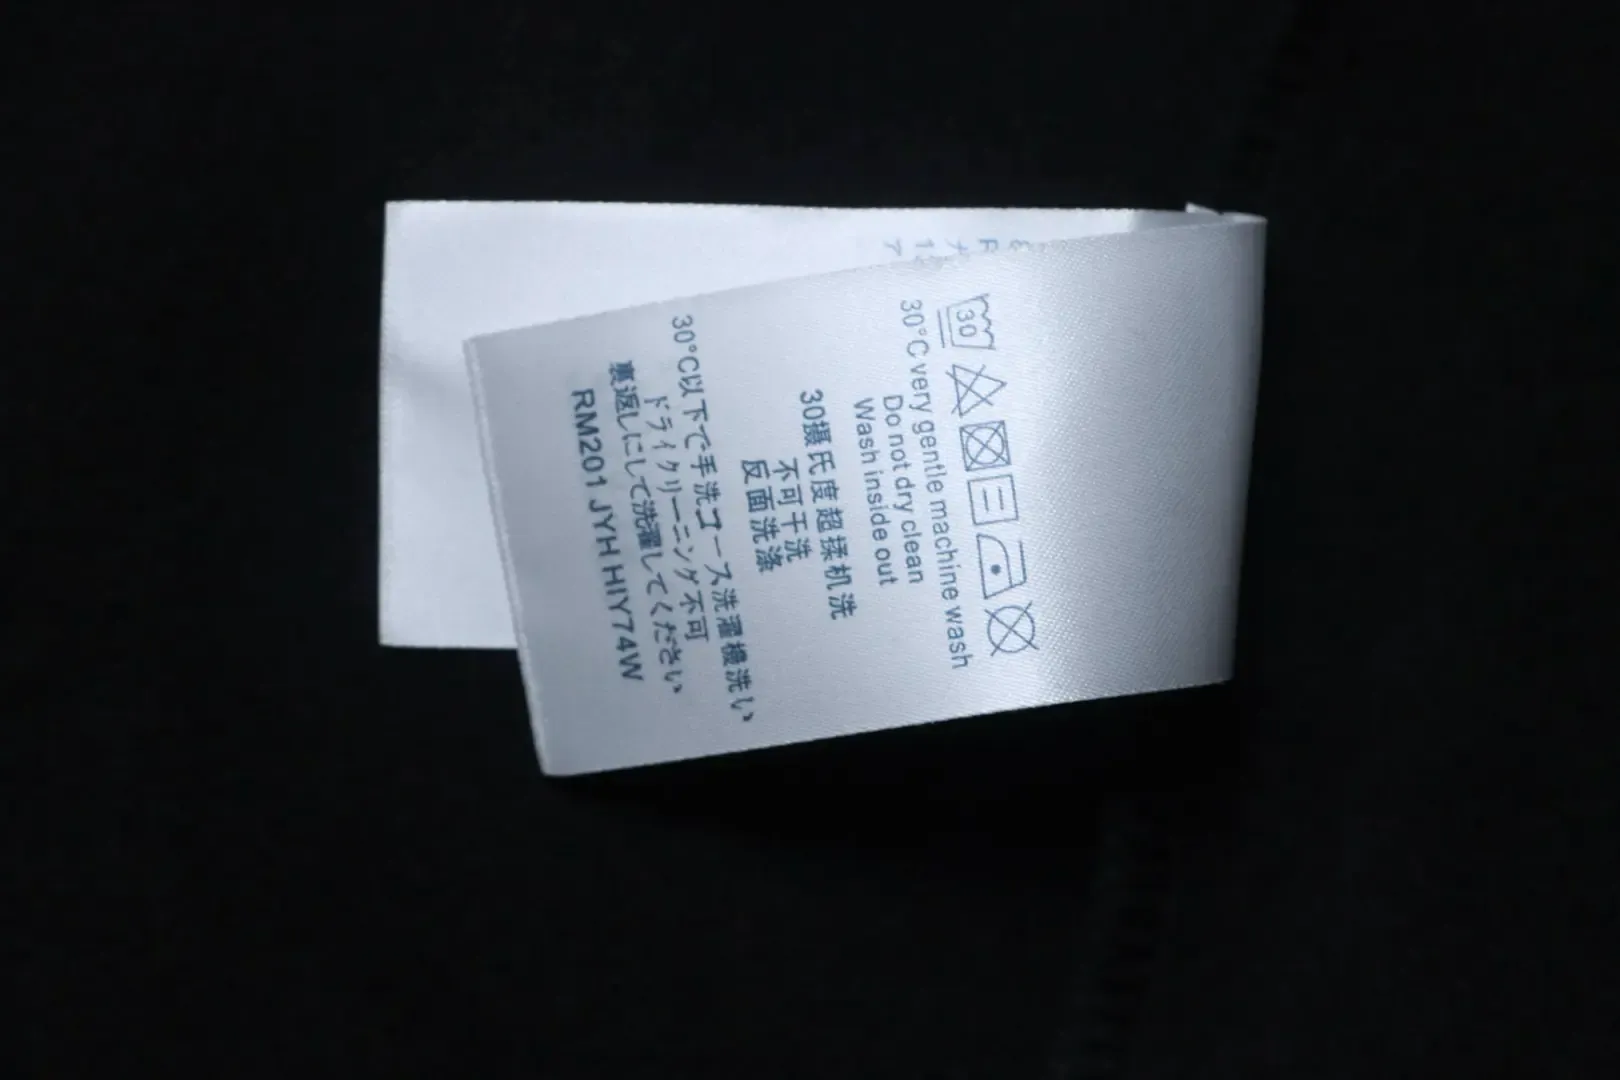 30
30°C very gentle machine wash
Do not dry clean
Wash inside out
30摄氏度超揉机洗
不可干洗
反面洗涤
30°C以下で手洗コース洗濯機洗い
ドライクリーニング不可
裏返しにして洗濯してください
RM201 JYH HIY74W